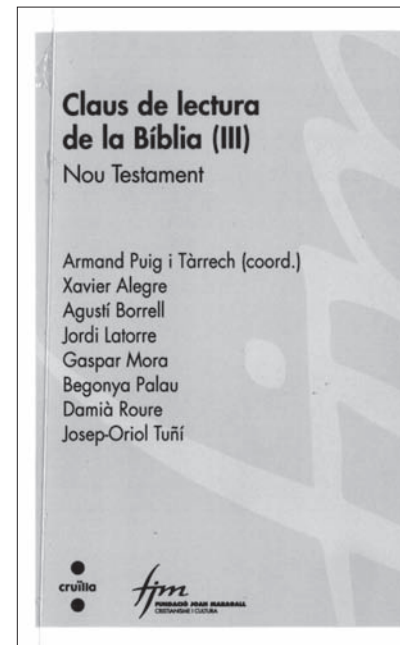 Claus de lectura
de la Bíblia (III)
Nou Testament
Armand Puig i Tàrrech (coord.)
Xavier Alegre
Agustí Borrell
Jordi Latorre
Gaspar Mora
Begonya Palau
Damià Roure
Josep-Oriol Tuñí
cruïlla
fjm
FUNDACIÓ JOAN MARAGALL
CRISTIANISME I CULTURA